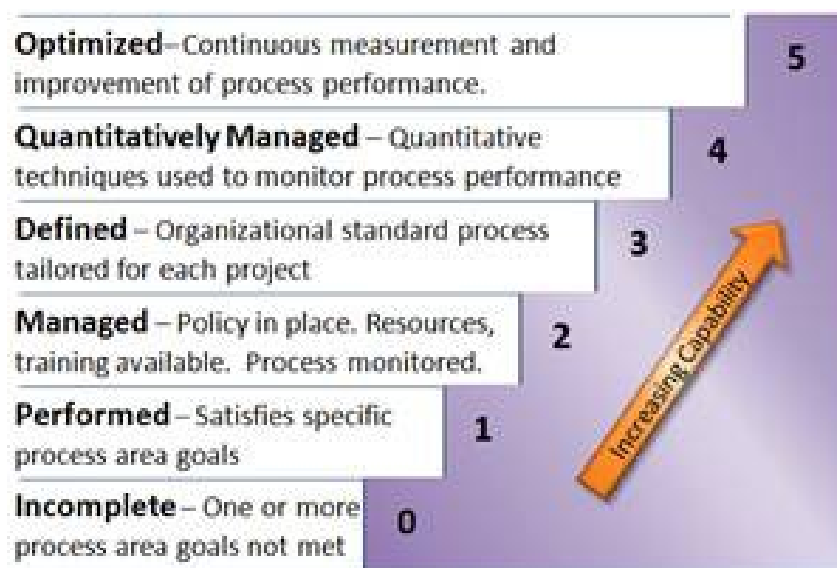 Optimized–Continuous measurement and
improvement of process performance.
5
Quantitatively Managed – Quantitative
techniques used to monitor process performance
4
Defined – Organizational standard process
tailored for each project
3
Managed – Policy in place. Resources,
training available. Process monitored.
2
Performed – Satisfies specific
process area goals
1
Incomplete – One or more
process area goals not met
0
Increasing Capability